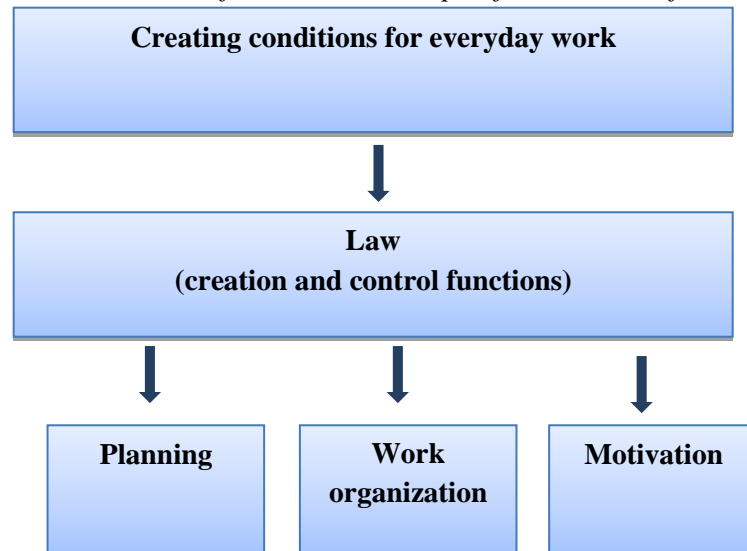 Creating conditions for everyday work
Law
(creation and control functions)
Planning
Work
organization
Motivation